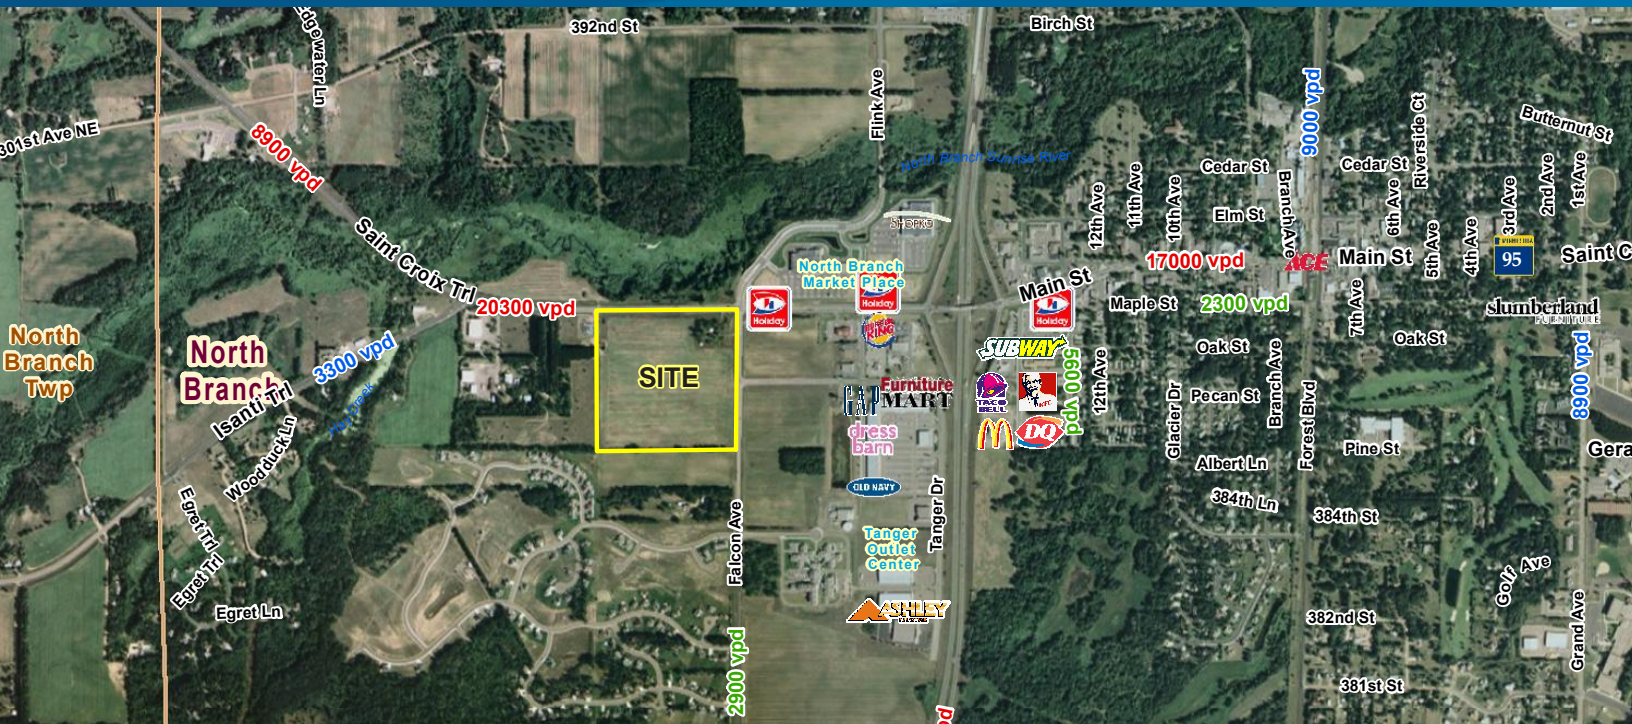 392nd St
Birch St
Edgewater Ln
Flink Ave
9000 vpd
301st Ave NE
8900 vpd
Butternut St
Riverside Ct
North Branch Sunrise River
Cedar St
Cedar St
12th Ave
11th Ave
10th Ave
Branch Ave
6th Ave
3rd Ave
2nd Ave
1st Ave
Elm St
SHOPKO
Saint Croix Trl
5th Ave
4th Ave
17000 vpd
ACE
Main St
95
Saint C
North Branch
Market Place
Main St
20300 vpd
Holiday
Holiday
Holiday
Maple St
2300 vpd
7th Ave
slumberland
FURNITURE
North
Branch
Twp
North
Branch
3300 vpd
KING
SUBWAY
Oak St
Oak St
SITE
5600 vpd
12th Ave
Branch Ave
8900 vpd
Furniture
MART
GAP
TACO
BELL
KFC
Isanti Trl
Hay Creek
Glacier Dr
Pecan St
Forest Blvd
dress
barn
DQ
Woodduck Ln
Pine St
Gera
Albert Ln
OLD NAVY
384th Ln
384th St
Egret Trl
Falcon Ave
Tanger Dr
Tanger
Outlet
Center
Egret Trl
Golf Ave
Egret Ln
ASHLEY
382nd St
Grand Ave
2900 vpd
381st St